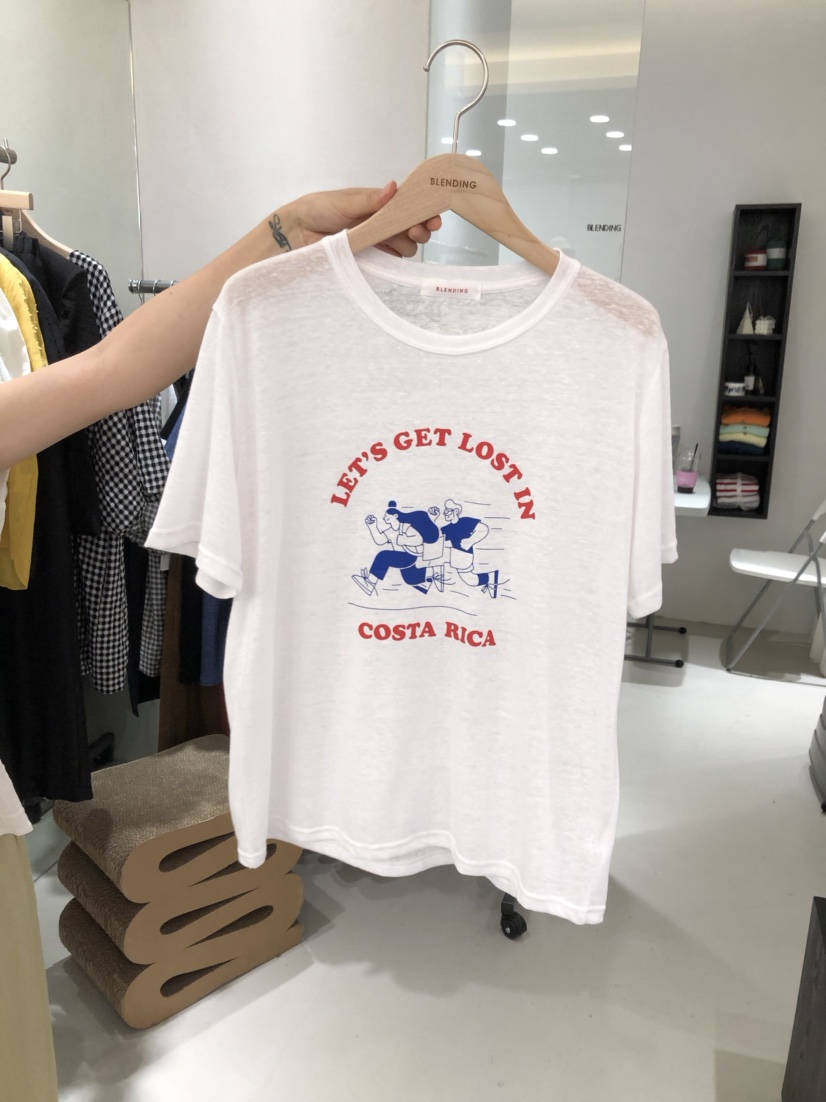 BLENDING
BLENDING
BLENDING
LET'S GET LOST IN
COSTA RICA